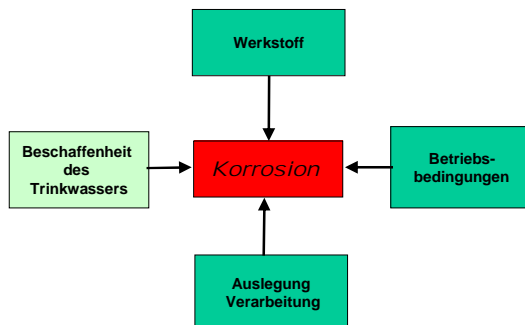 Werkstoff
Beschaffenheit
des
Trinkwassers
Korrosion
Betriebs-
bedingungen
Auslegung
Verarbeitung